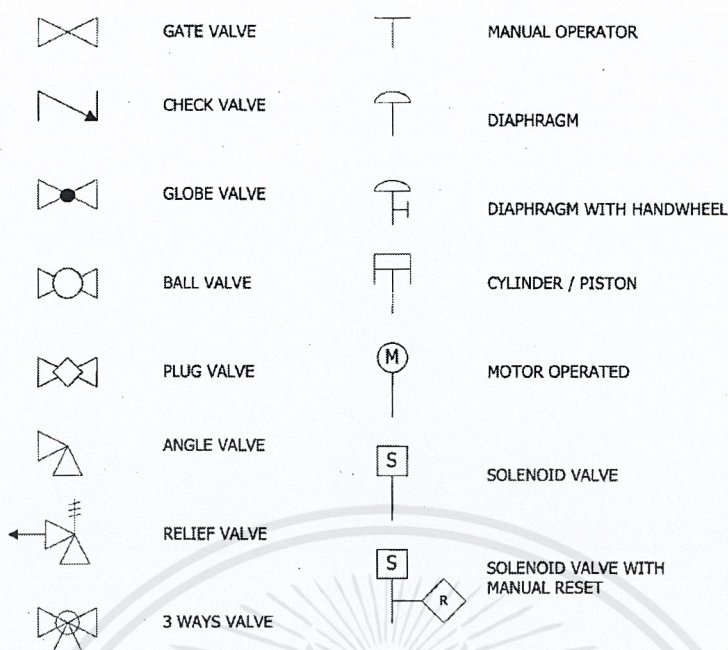 GATE VALVE
MANUAL OPERATOR
CHECK VALVE
DIAPHRAGM
GLOBE VALVE
DIAPHRAGM WITH HANDWHEEL
BALL VALVE
CYLINDER / PISTON
PLUG VALVE
M
MOTOR OPERATED
ANGLE VALVE
S
SOLENOID VALVE
RELIEF VALVE
S
SOLENOID VALVE WITH
MANUAL RESET
R
3 WAYS VALVE